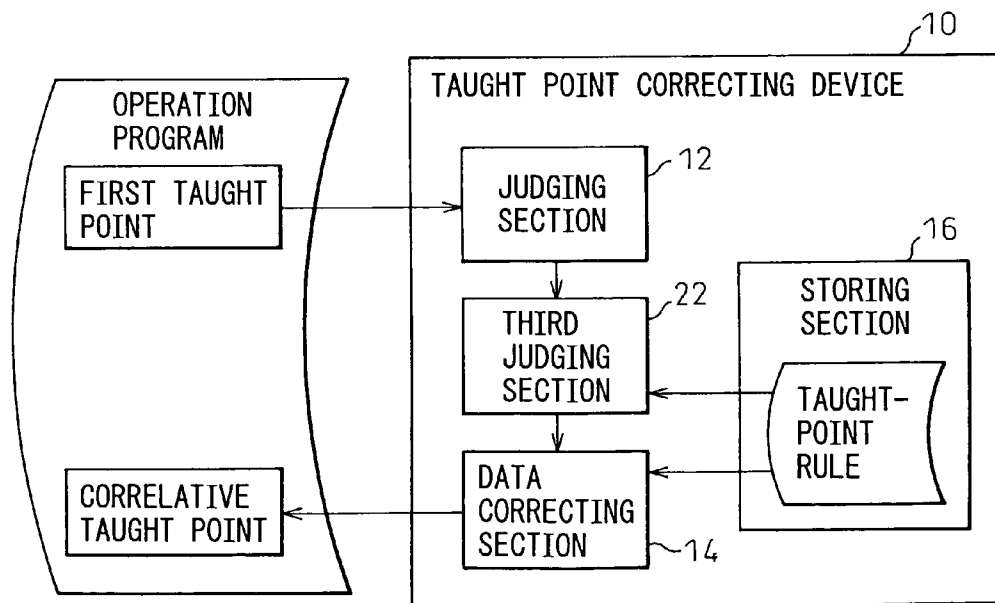 10
TAUGHT POINT CORRECTING DEVICE
OPERATION
PROGRAM
FIRST TAUGHT
POINT
12
JUDGING
SECTION
16
STORING
SECTION
22
THIRD
JUDGING
SECTION
TAUGHT-
POINT
RULE
CORRELATIVE
TAUGHT POINT
DATA
CORRECTING
SECTION
14